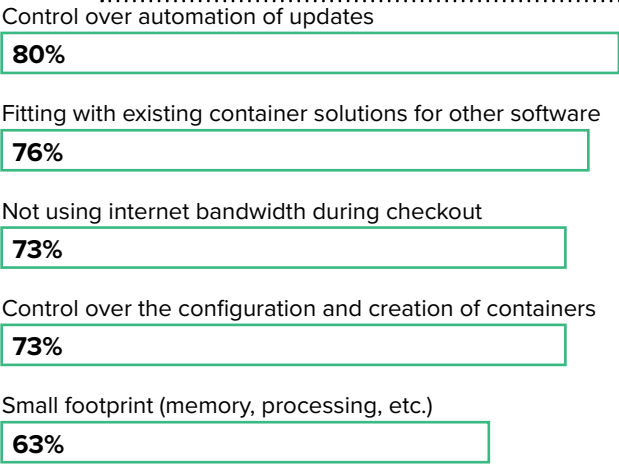 Control over automation of updates
80%
Fitting with existing container solutions for other software
76%
Not using internet bandwidth during checkout
73%
Control over the configuration and creation of containers
73%
Small footprint (memory, processing, etc.)
63%